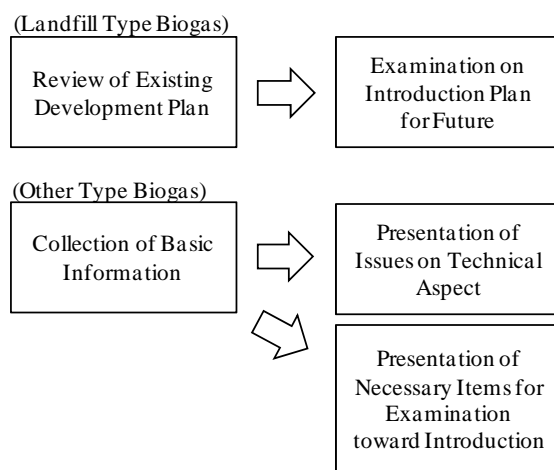 (Landfill Type Biogas)
Review of Existing
Development Plan
Examination on
Introduction Plan
for Future
(Other Type Biogas)
Collection of Basic
Information
Presentation of
Issues on Technical
Aspect
Presentation of
Necessary Items for
Examination
toward Introduction